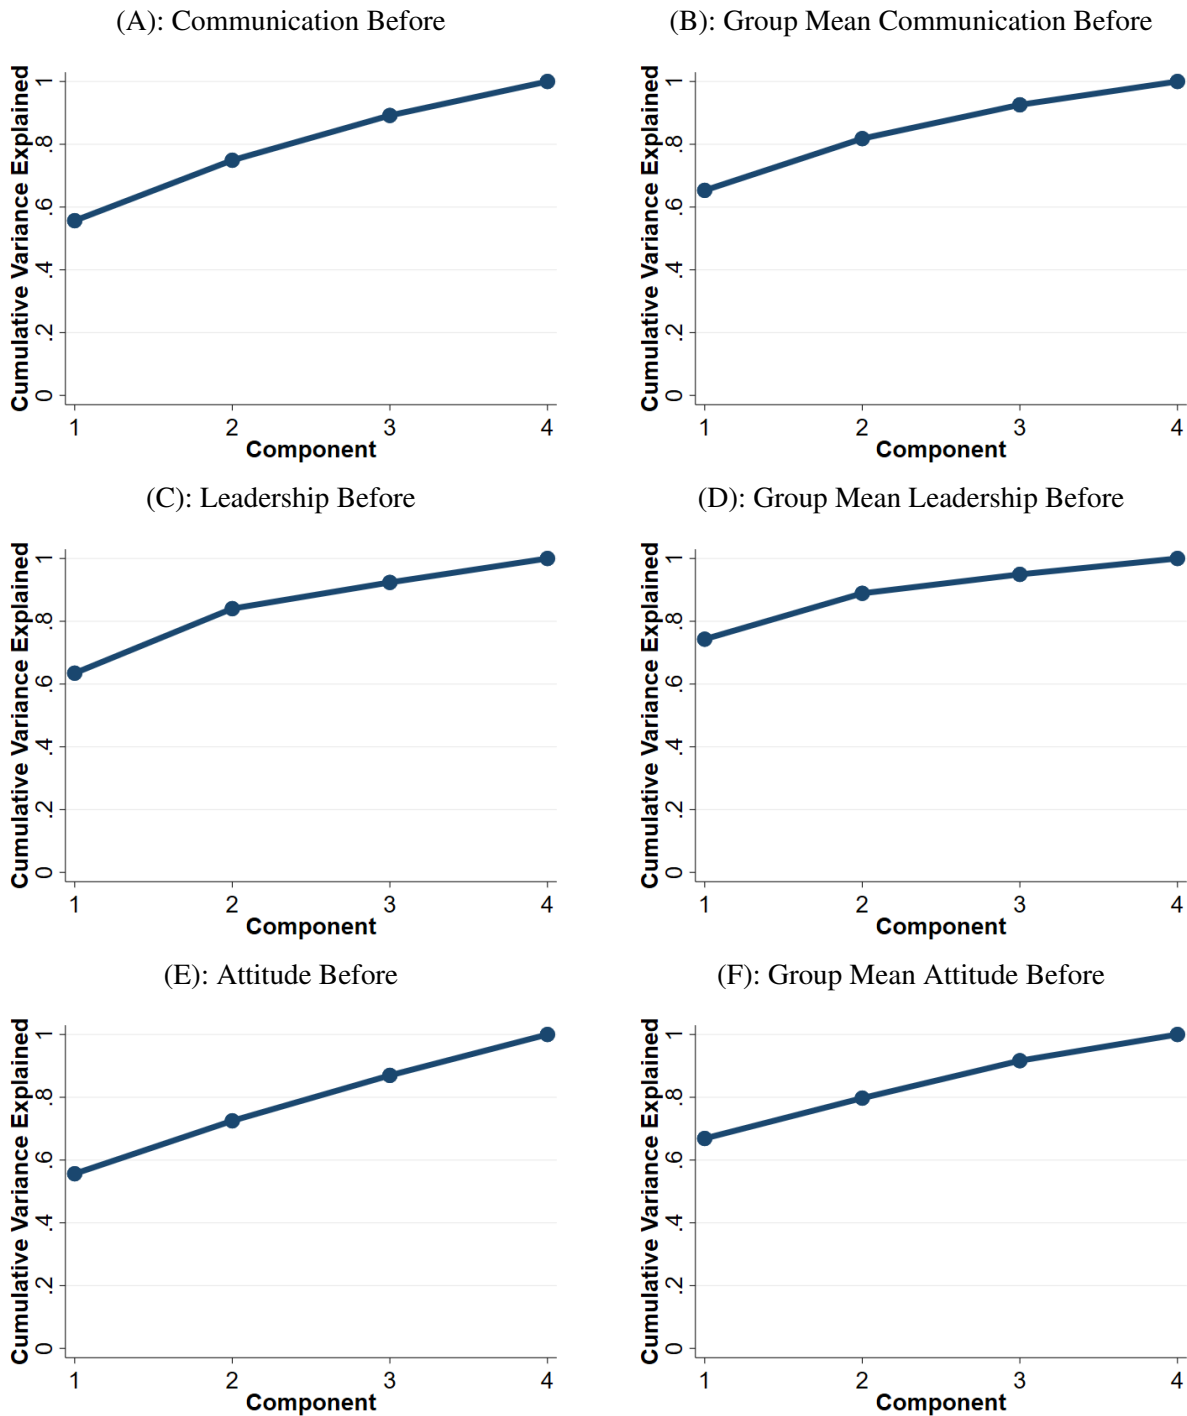 (A): Communication Before
Cumulative Variance Explained
0 .2 .4 .6 .8 1
1 2 3 4
Component
(B): Group Mean Communication Before
Cumulative Variance Explained
0 .2 .4 .6 .8 1
1 2 3 4
Component
(C): Leadership Before
Cumulative Variance Explained
0 .2 .4 .6 .8 1
1 2 3 4
Component
(D): Group Mean Leadership Before
Cumulative Variance Explained
0 .2 .4 .6 .8 1
1 2 3 4
Component
(E): Attitude Before
Cumulative Variance Explained
0 .2 .4 .6 .8 1
1 2 3 4
Component
(F): Group Mean Attitude Before
Cumulative Variance Explained
0 .2 .4 .6 .8 1
1 2 3 4
Component